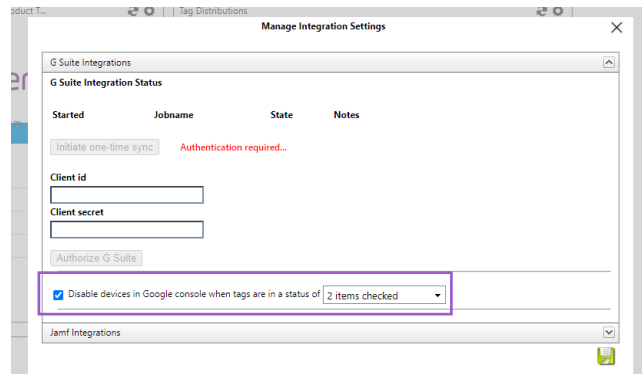 oduct T...
Tag Distributions
Manage Integration Settings
er
G Suite Integrations
G Suite Integration Status
Started Jobname State Notes
Initiate one-time sync Authentication required...
Client id
Client secret
Authorize G Suite
Disable devices in Google console when tags are in a status of 2 items checked
Jamf Integrations